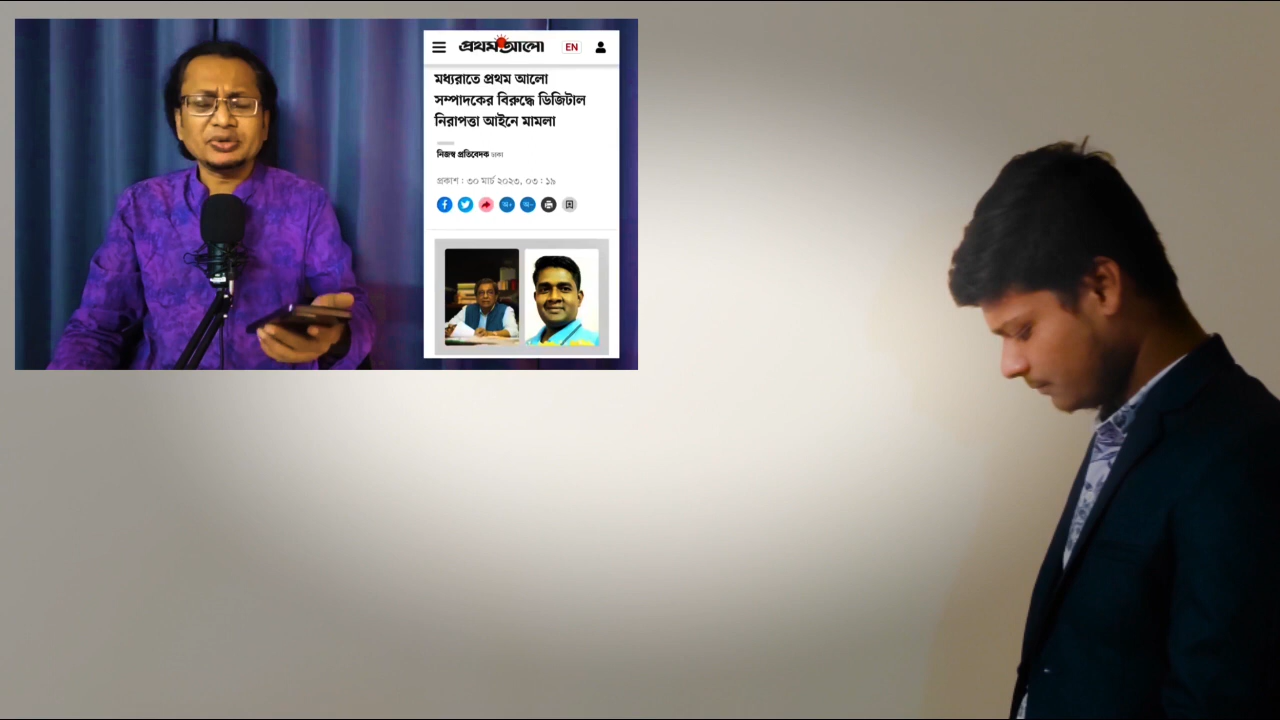 প্রথম আলো
EN
মধ্যরাতে প্রথম আলো
সম্পাদকের বিরুদ্ধে ডিজিটাল
নিরাপত্তা আইনে মামলা
নিজস্ব প্রতিবেদক ঢাকা
প্রকাশ : ৩০ মার্চ ২০২৩, ০৩ : ১৯
অ+ অ-